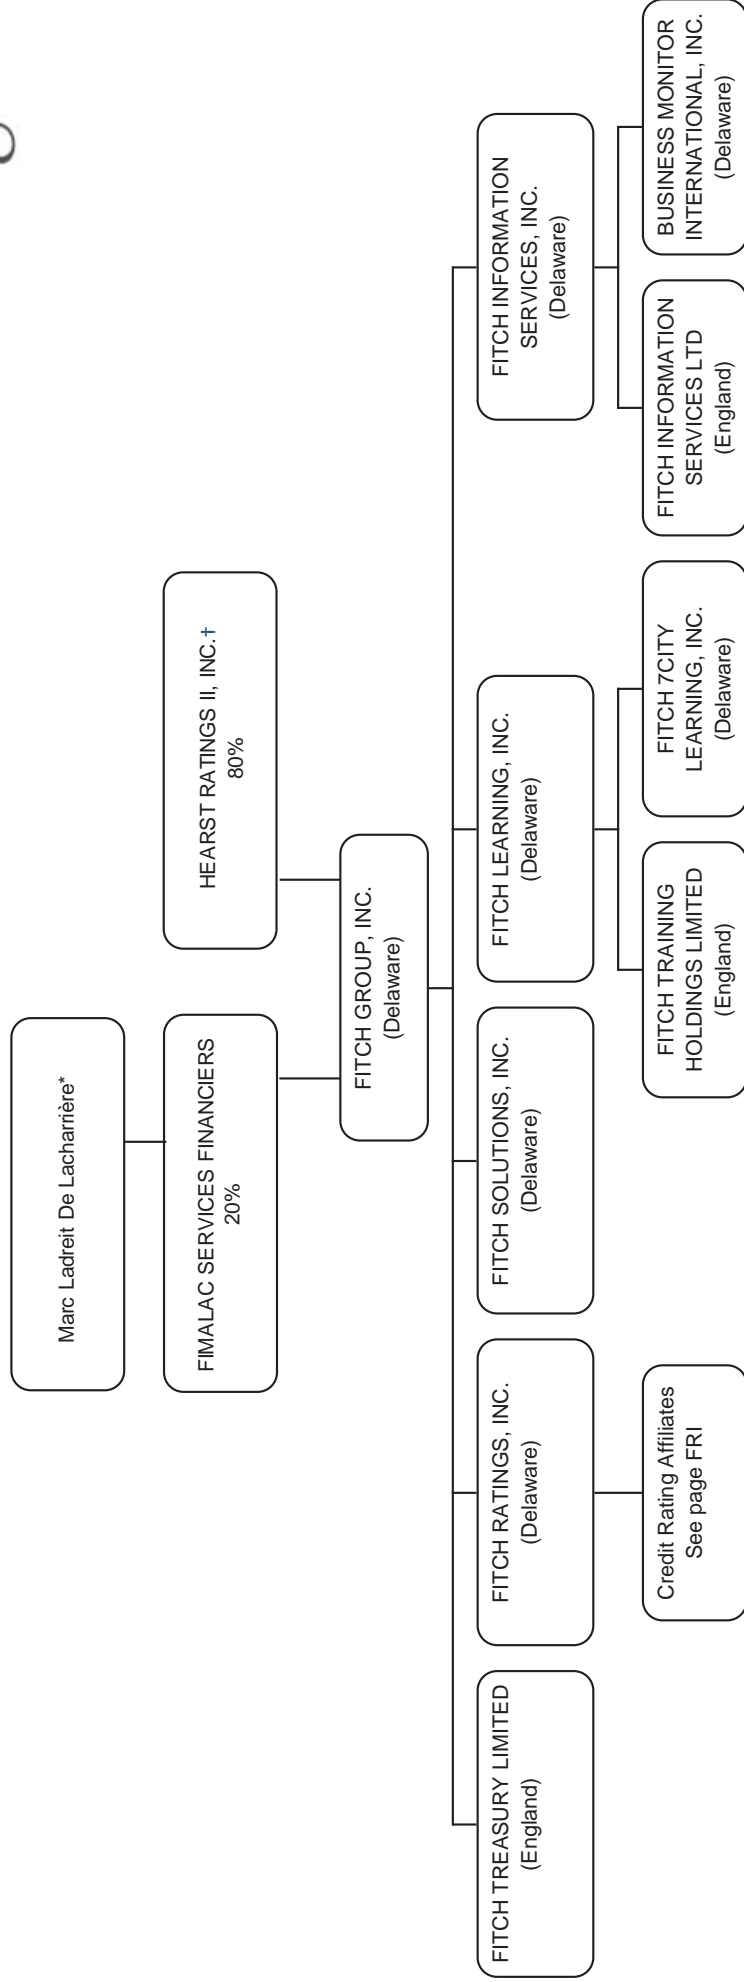 Marc Ladreit De Lacharrière*
FIMALAC SERVICES FINANCIERS
20%
HEARST RATINGS II, INC.†
80%
FITCH GROUP, INC.
(Delaware)
FITCH TREASURY LIMITED
(England)
FITCH RATINGS, INC.
(Delaware)
FITCH SOLUTIONS, INC.
(Delaware)
FITCH LEARNING, INC.
(Delaware)
FITCH INFORMATION
SERVICES, INC.
(Delaware)
Credit Rating Affiliates
See page FRI
FITCH TRAINING
HOLDINGS LIMITED
(England)
FITCH 7CITY
LEARNING, INC.
(Delaware)
FITCH INFORMATION
SERVICES LTD
(England)
BUSINESS MONITOR
INTERNATIONAL, INC.
(Delaware)